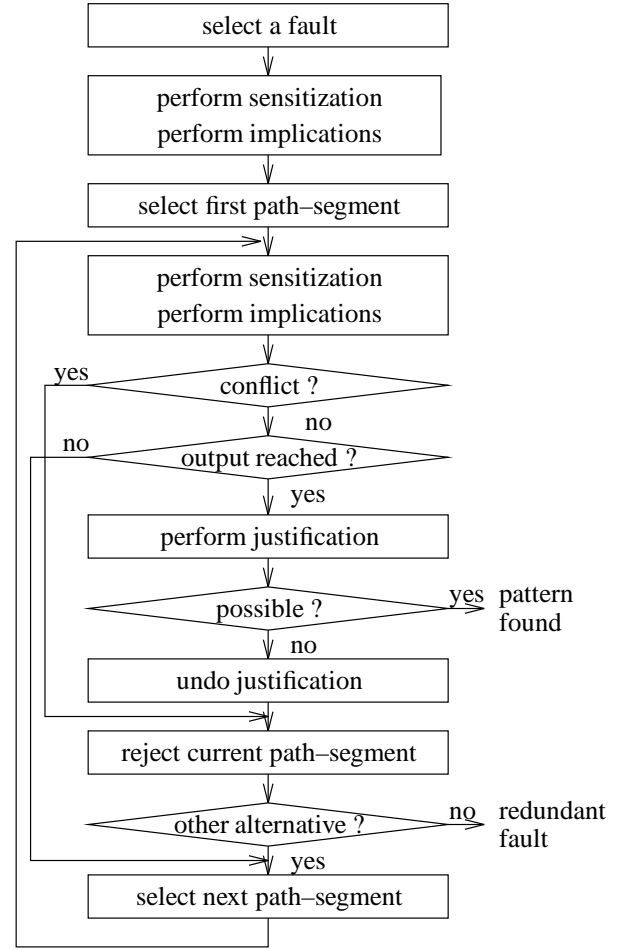 select a fault
perform sensitization
perform implications
select first path–segment
perform sensitization
perform implications
yes
conflict ?
no
no
output reached ?
yes
perform justification
possible ?
yes pattern
found
no
undo justification
reject current path–segment
other alternative ?
no redundant
fault
yes
select next path–segment